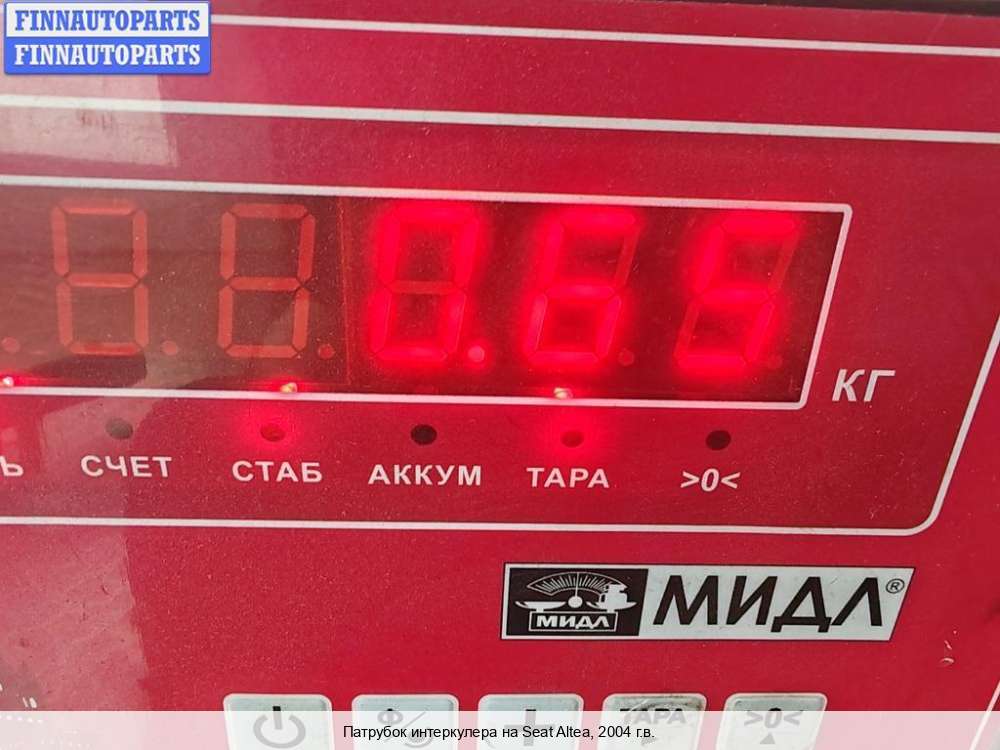 FINNAUTOPARTS
FINNAUTOPARTS
0.65
КГ
Ь СЧЕТ СТАБ АККУМ ТАРА >0<
МИДЛ МИДЛ®
ТАРА >0<
Патрубок интеркулера на Seat Altea, 2004 г.в.